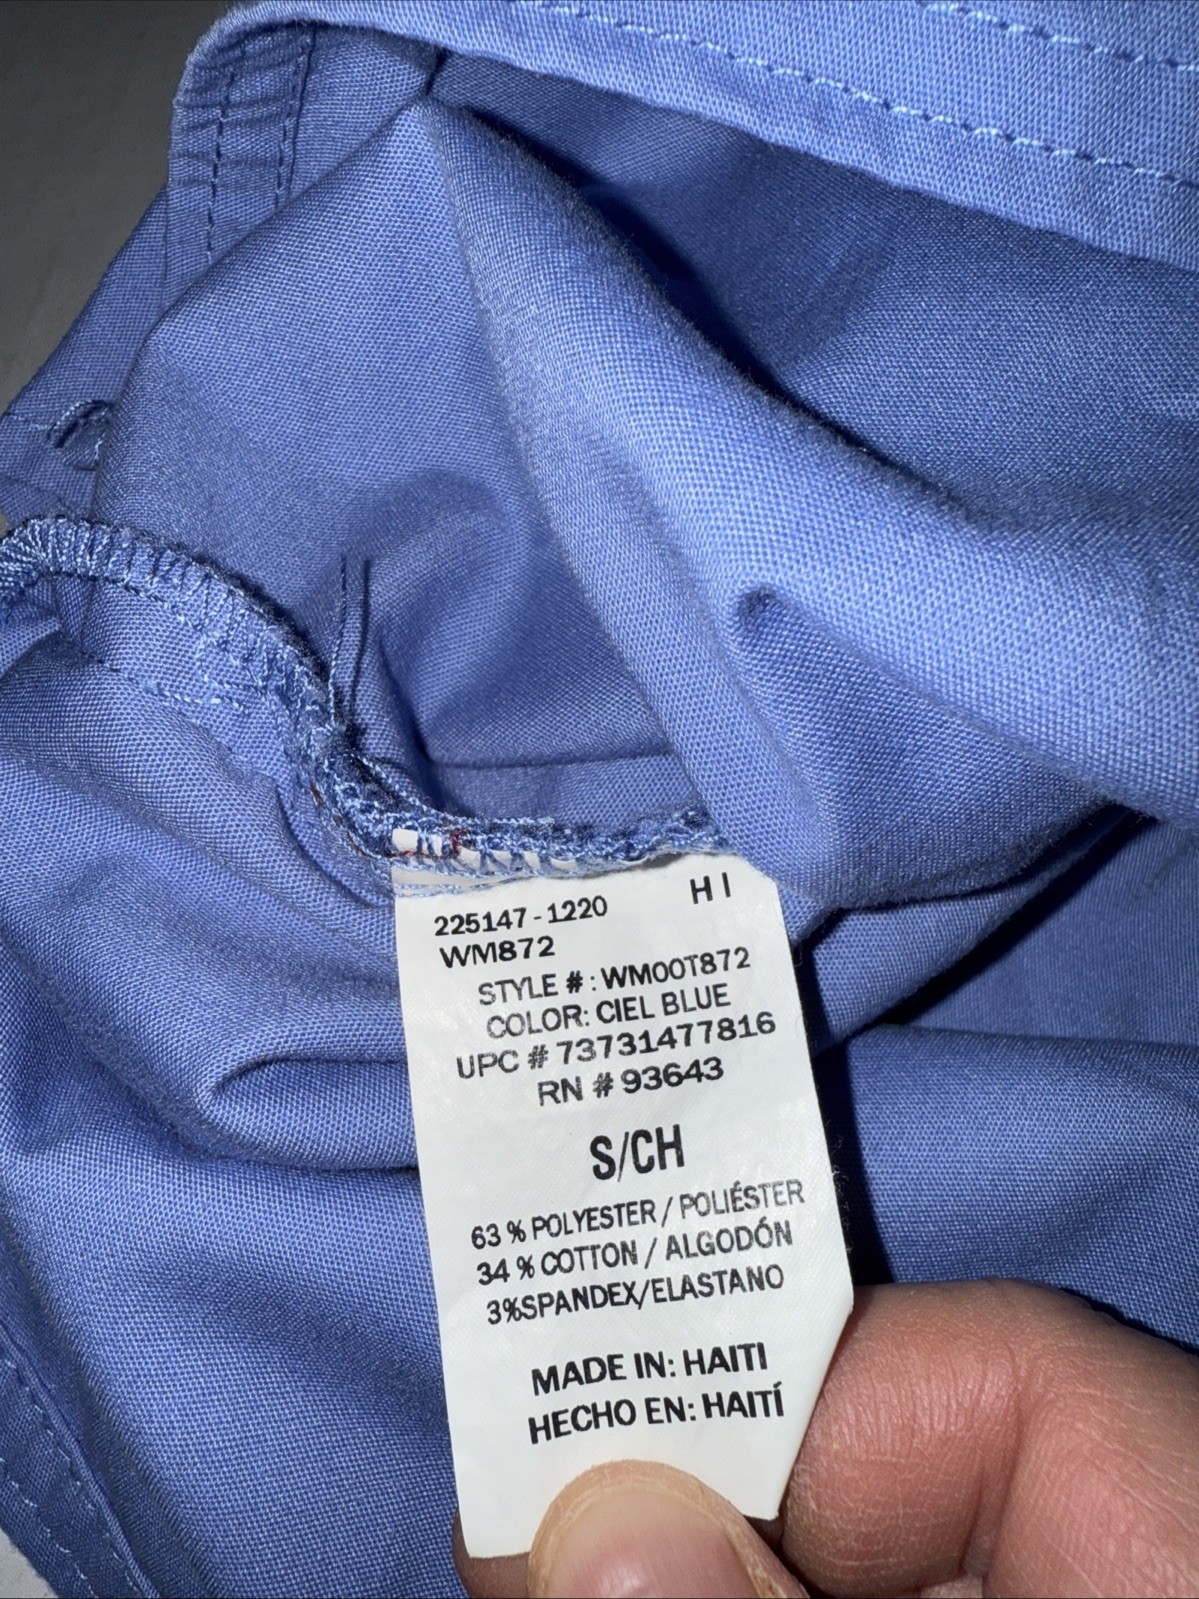 H I
225147-1220
WM872
STYLE #: WM00T872
COLOR: CIEL BLUE
UPC # 73731477816
RN # 93643
S/CH
63 % POLYESTER / POLIÉSTER
34 % COTTON / ALGODÓN
3%SPANDEX/ELASTANO
MADE IN: HAITI
HECHO EN: HAITÍ